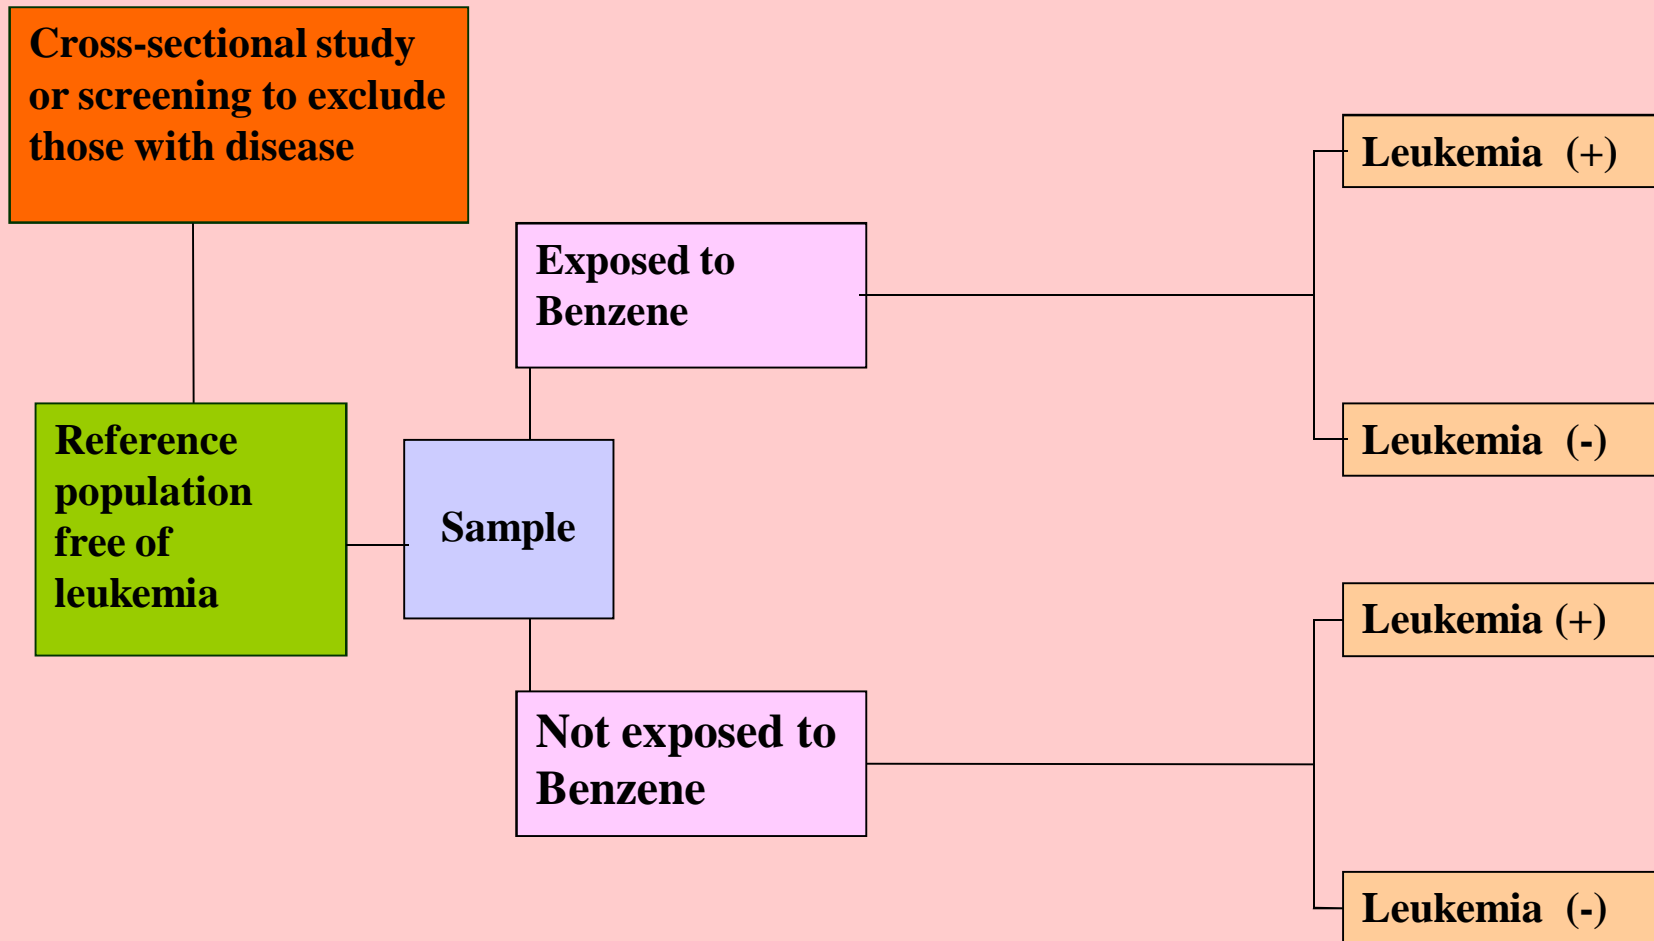 Cross-sectional study
or screening to exclude
those with disease
Reference
population
free of
leukemia
Sample
Exposed to
Benzene
Not exposed to
Benzene
Leukemia (+)
Leukemia (-)
Leukemia (+)
Leukemia (-)